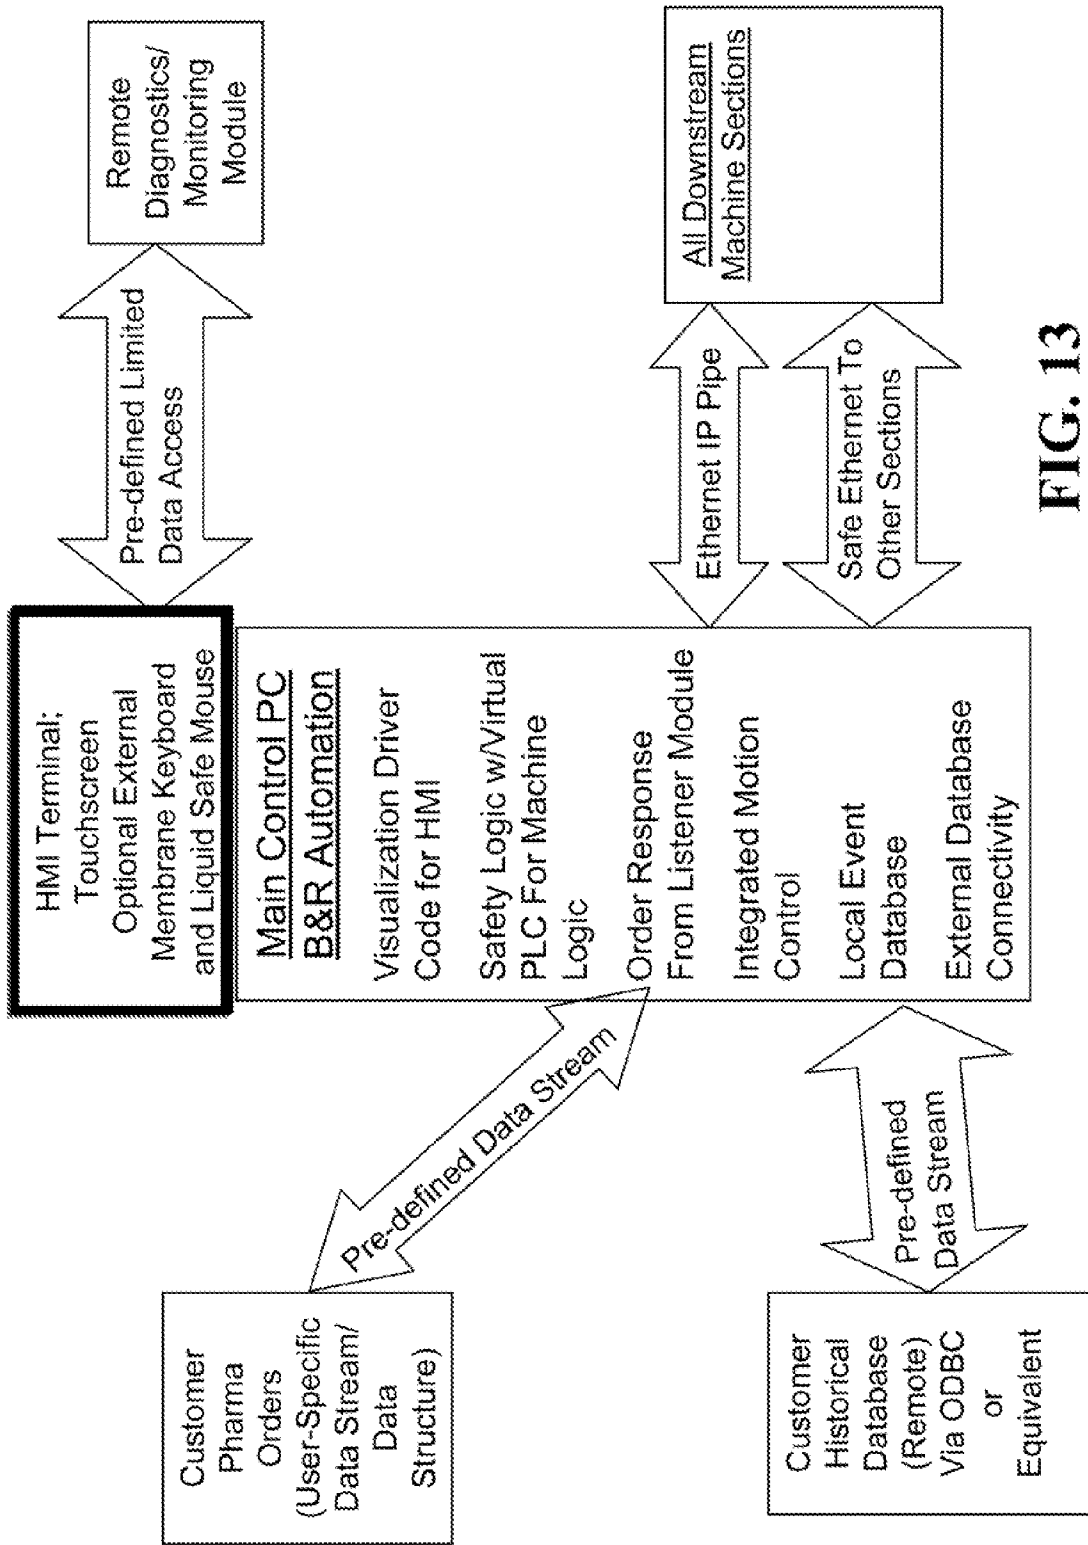 HMI Terminal:
Touchscreen
Optional External
Membrane Keyboard
and Liquid Safe Mouse
Pre-defined Limited
Data Access
Remote
Diagnostics/
Monitoring
Module
Customer
Pharma
Orders
(User-Specific
Data Stream/
Data
Structure)
Pre-defined Data Stream
Main Control PC
B&R Automation
Visualization Driver
Code for HMI
Safety Logic w/Virtual
PLC For Machine
Logic
Order Response
From Listener Module
Integrated Motion
Control
Local Event
Database
External Database
Connectivity
Ethernet IP Pipe
Safe Ethernet To
Other Sections
All Downstream
Machine Sections
Customer
Historical
Database
(Remote)
Via ODBC
or
Equivalent
Pre-defined
Data Stream
FIG. 13